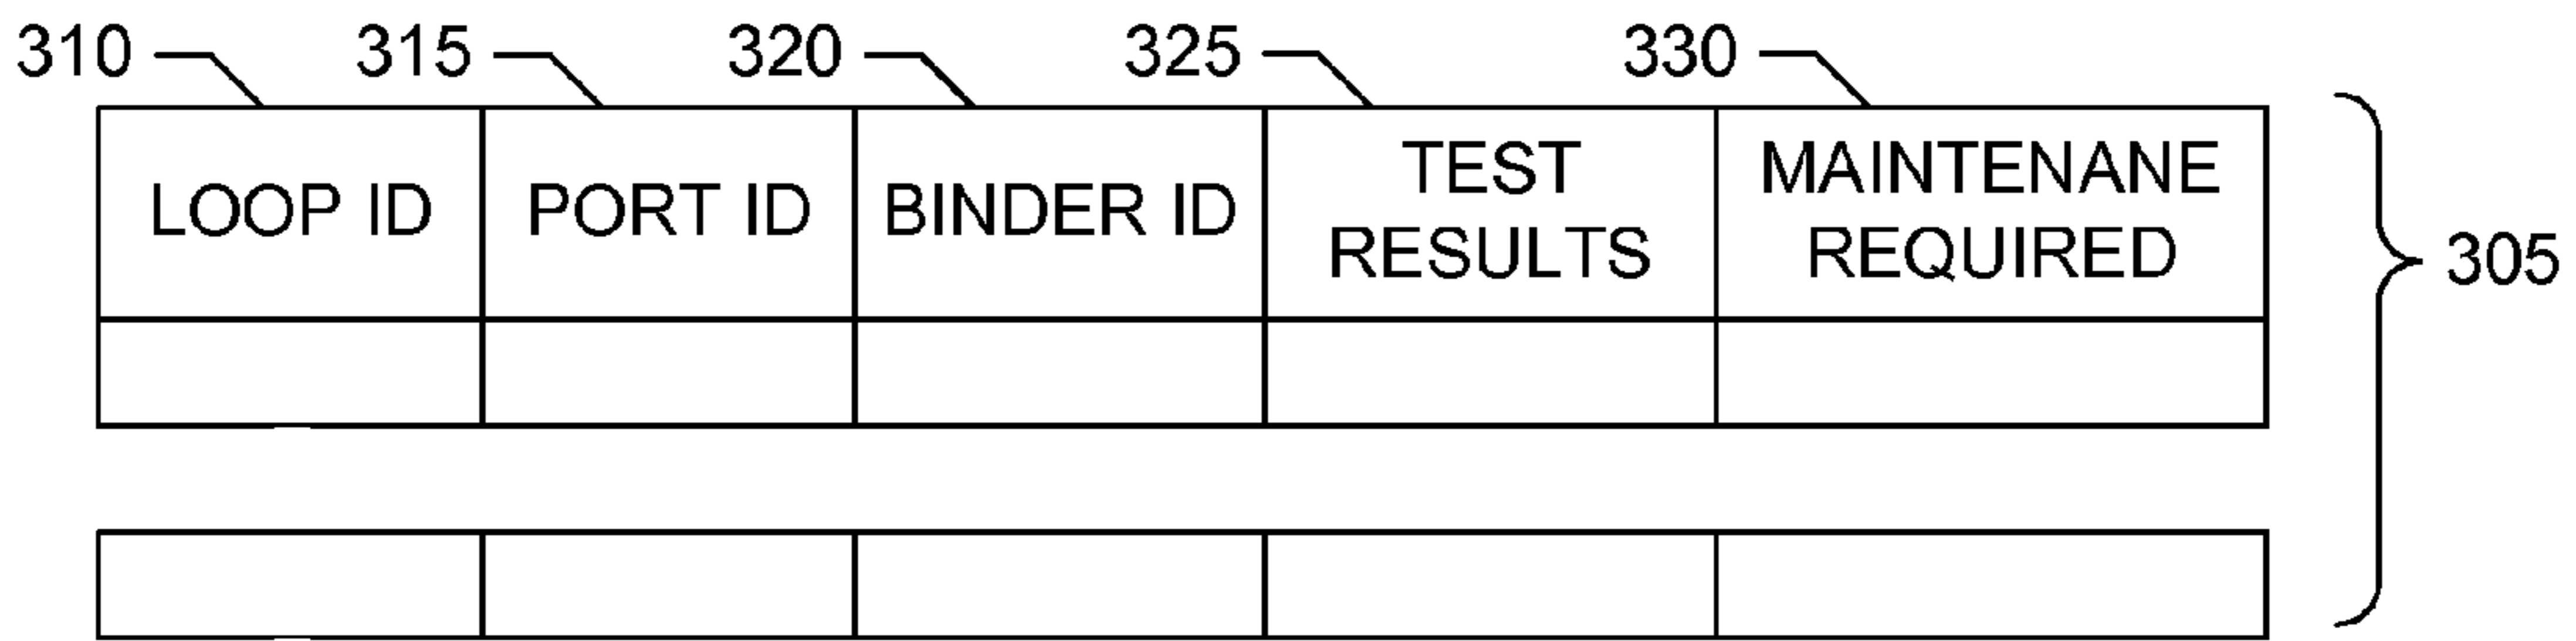 310 315 320 325 330
LOOP ID PORT ID BINDER ID TEST RESULTS MAINTENANE REQUIRED
305